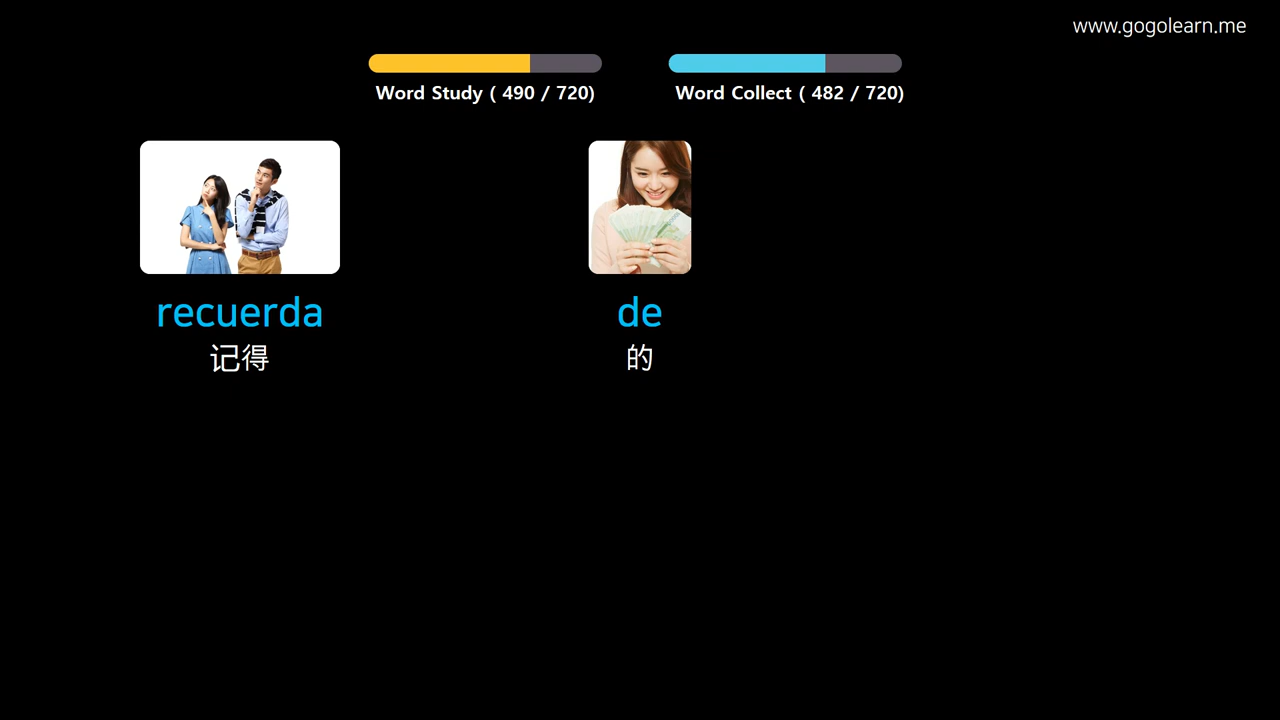 www.gogolearn.me
Word Study ( 490 / 720)
Word Collect ( 482 / 720)
recuerda
记得
de
的